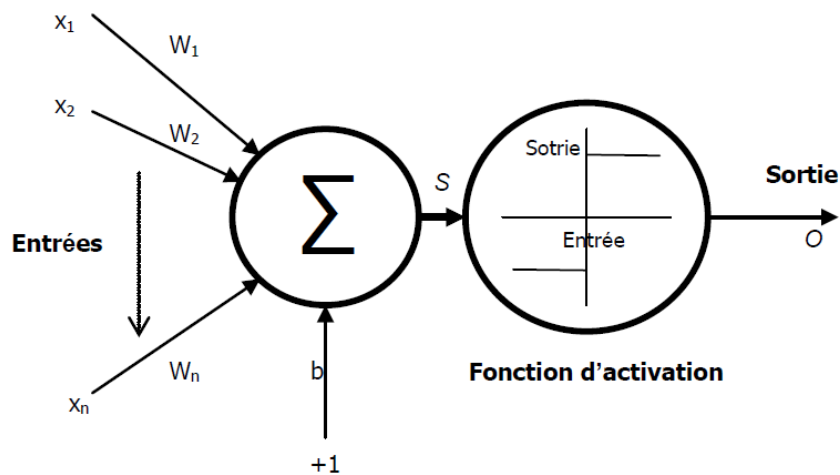 x1
W1
x2
W2
Entrées
xn
Wn
∑
b
+1
S
Sotrie
Entrée
Fonction d'activation
Sortie
O